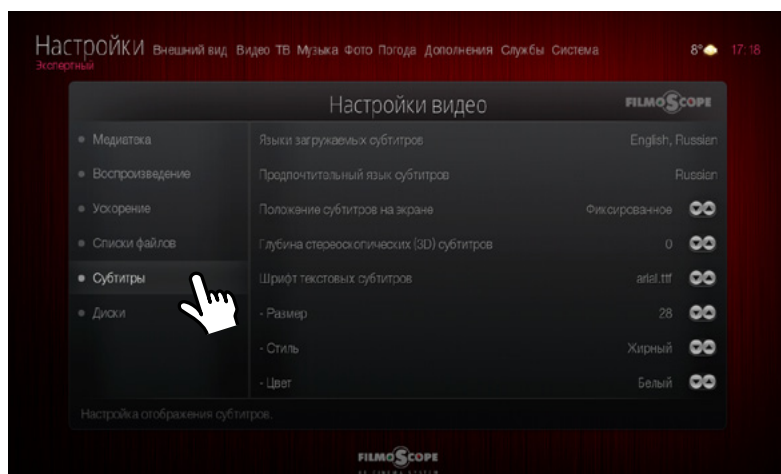 Настройки Внешний вид Видео ТВ Музыка Фото Погода Дополнения Службы Система 8° 17:18
Экспертный
Настройки видео FILMOSCOPE
Медиатека Языки загружаемых субтитров English, Russian
Воспроизведение Предпочтительный язык субтитров Russian
Ускорение Положение субтитров на экране Фиксированное
Списки файлов Глубина стереоскопических (3D) субтитров 0
Субтитры Шрифт текстовых субтитров arial.ttf
Диски - Размер 28
- Стиль Жирный
- Цвет Белый
Настройка отображения субтитров.
FILMOSCOPE